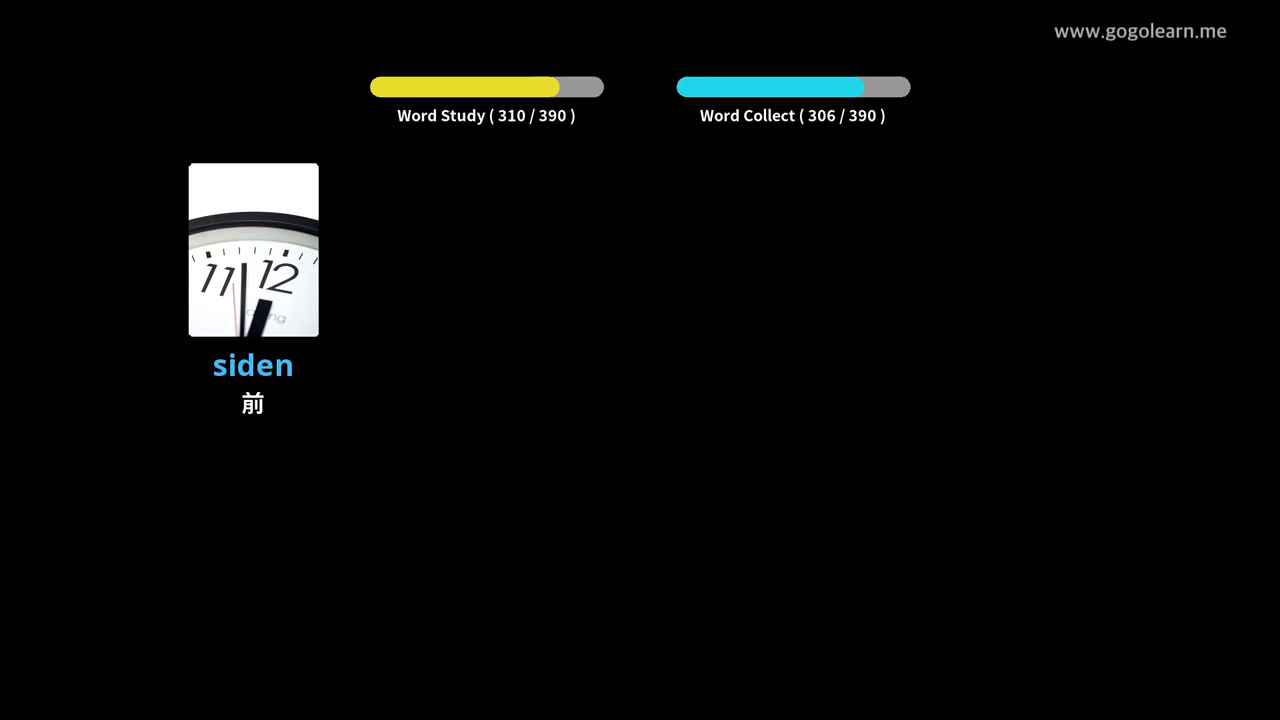 www.gogolearn.me
Word Study ( 310 / 390 )
Word Collect ( 306 / 390 )
11 12
siden
前